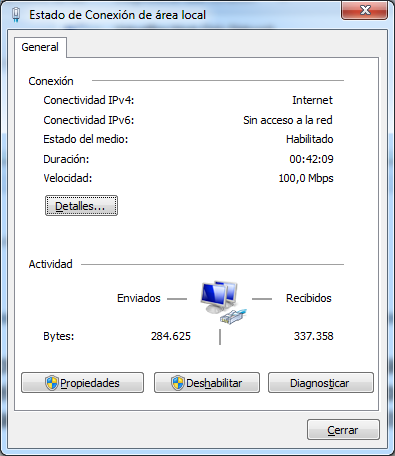 Estado de Conexión de área local
General
Conexión
Conectividad IPv4: Internet
Conectividad IPv6: Sin acceso a la red
Estado del medio: Habilitado
Duración: 00:42:09
Velocidad: 100,0 Mbps
Detalles...
Actividad
Enviados Recibidos
Bytes: 284.625 337.358
Propiedades Deshabilitar Diagnosticar
Cerrar